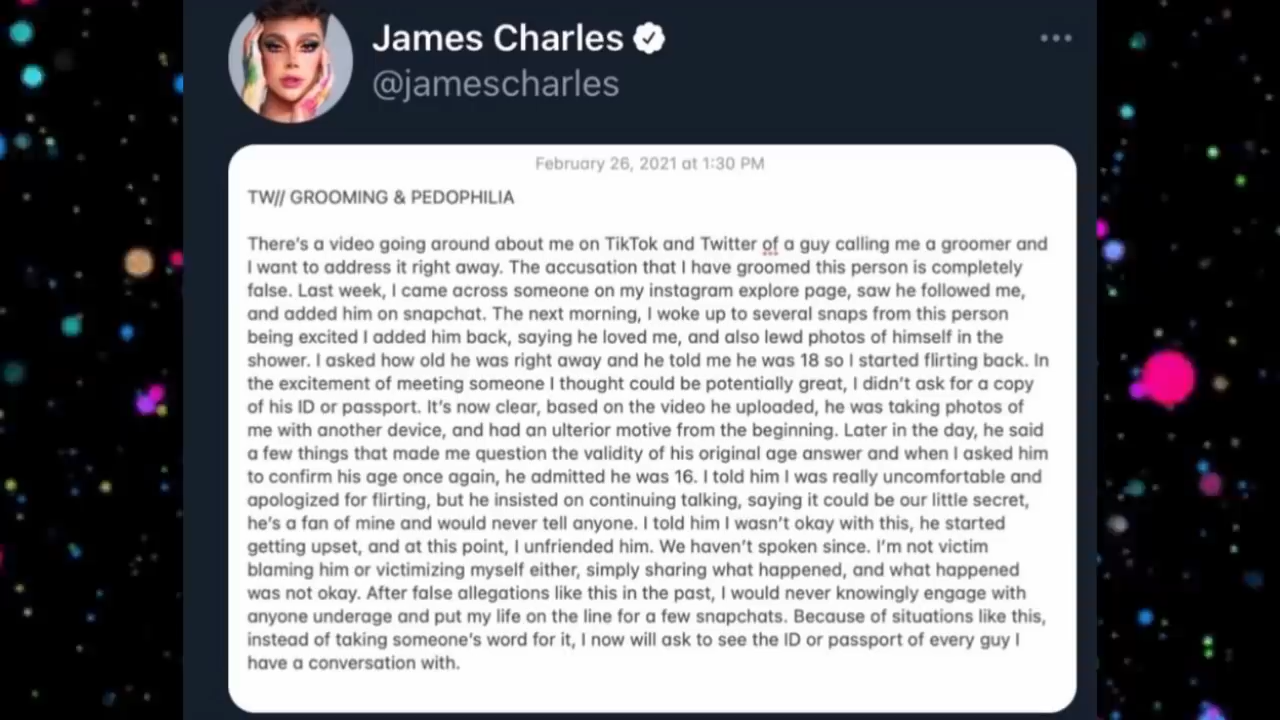 James Charles
@jamescharles
February 26, 2021 at 1:30 PM
TW// GROOMING & PEDOPHILIA
There's a video going around about me on TikTok and Twitter of a guy calling me a groomer and
I want to address it right away. The accusation that I have groomed this person is completely
false. Last week, I came across someone on my instagram explore page, saw he followed me,
and added him on snapchat. The next morning, I woke up to several snaps from this person
being excited I added him back, saying he loved me, and also lewd photos of himself in the
shower. I asked how old he was right away and he told me he was 18 so I started flirting back. In
the excitement of meeting someone I thought could be potentially great, I didn't ask for a copy
of his ID or passport. It's now clear, based on the video he uploaded, he was taking photos of
me with another device, and had an ulterior motive from the beginning. Later in the day, he said
a few things that made me question the validity of his original age answer and when I asked him
to confirm his age once again, he admitted he was 16. I told him I was really uncomfortable and
apologized for flirting, but he insisted on continuing talking, saying it could be our little secret,
he's a fan of mine and would never tell anyone. I told him I wasn't okay with this, he started
getting upset, and at this point, I unfriended him. We haven't spoken since. I'm not victim
blaming him or victimizing myself either, simply sharing what happened, and what happened
was not okay. After false allegations like this in the past, I would never knowingly engage with
anyone underage and put my life on the line for a few snapchats. Because of situations like this,
instead of taking someone's word for it, I now will ask to see the ID or passport of every guy I
have a conversation with.